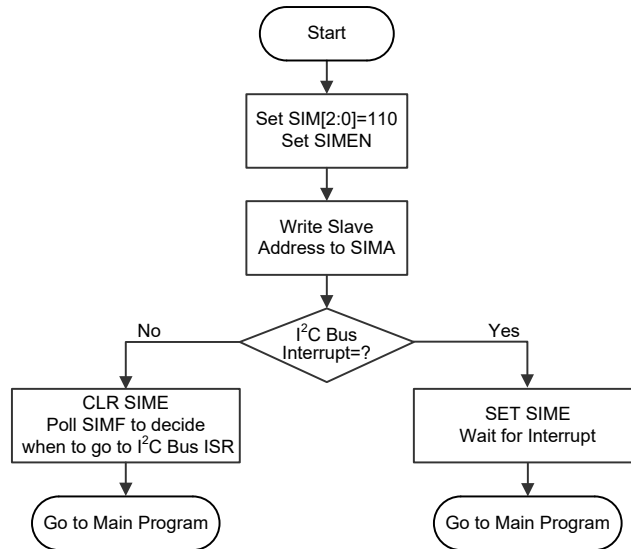 Start
Set SIM[2:0]=110
Set SIMEN
Write Slave
Address to SIMA
I²C Bus
Interrupt=?
No
Yes
CLR SIME
Poll SIMF to decide
when to go to I²C Bus ISR
SET SIME
Wait for Interrupt
Go to Main Program
Go to Main Program